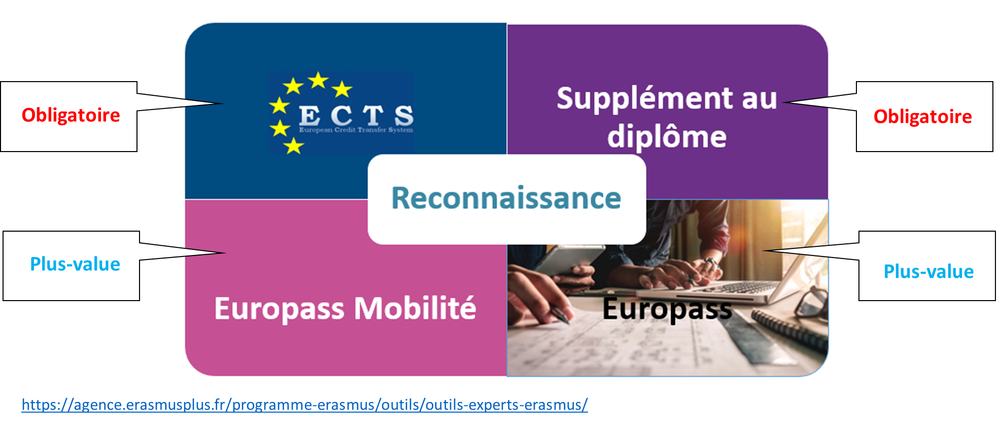 Obligatoire
E C T S
European Credit Transfer System
Supplément au
diplôme
Obligatoire
Reconnaissance
Plus-value
Europass Mobilité
Europass
Plus-value
https://agence.erasmusplus.fr/programme-erasmus/outils/outils-experts-erasmus/